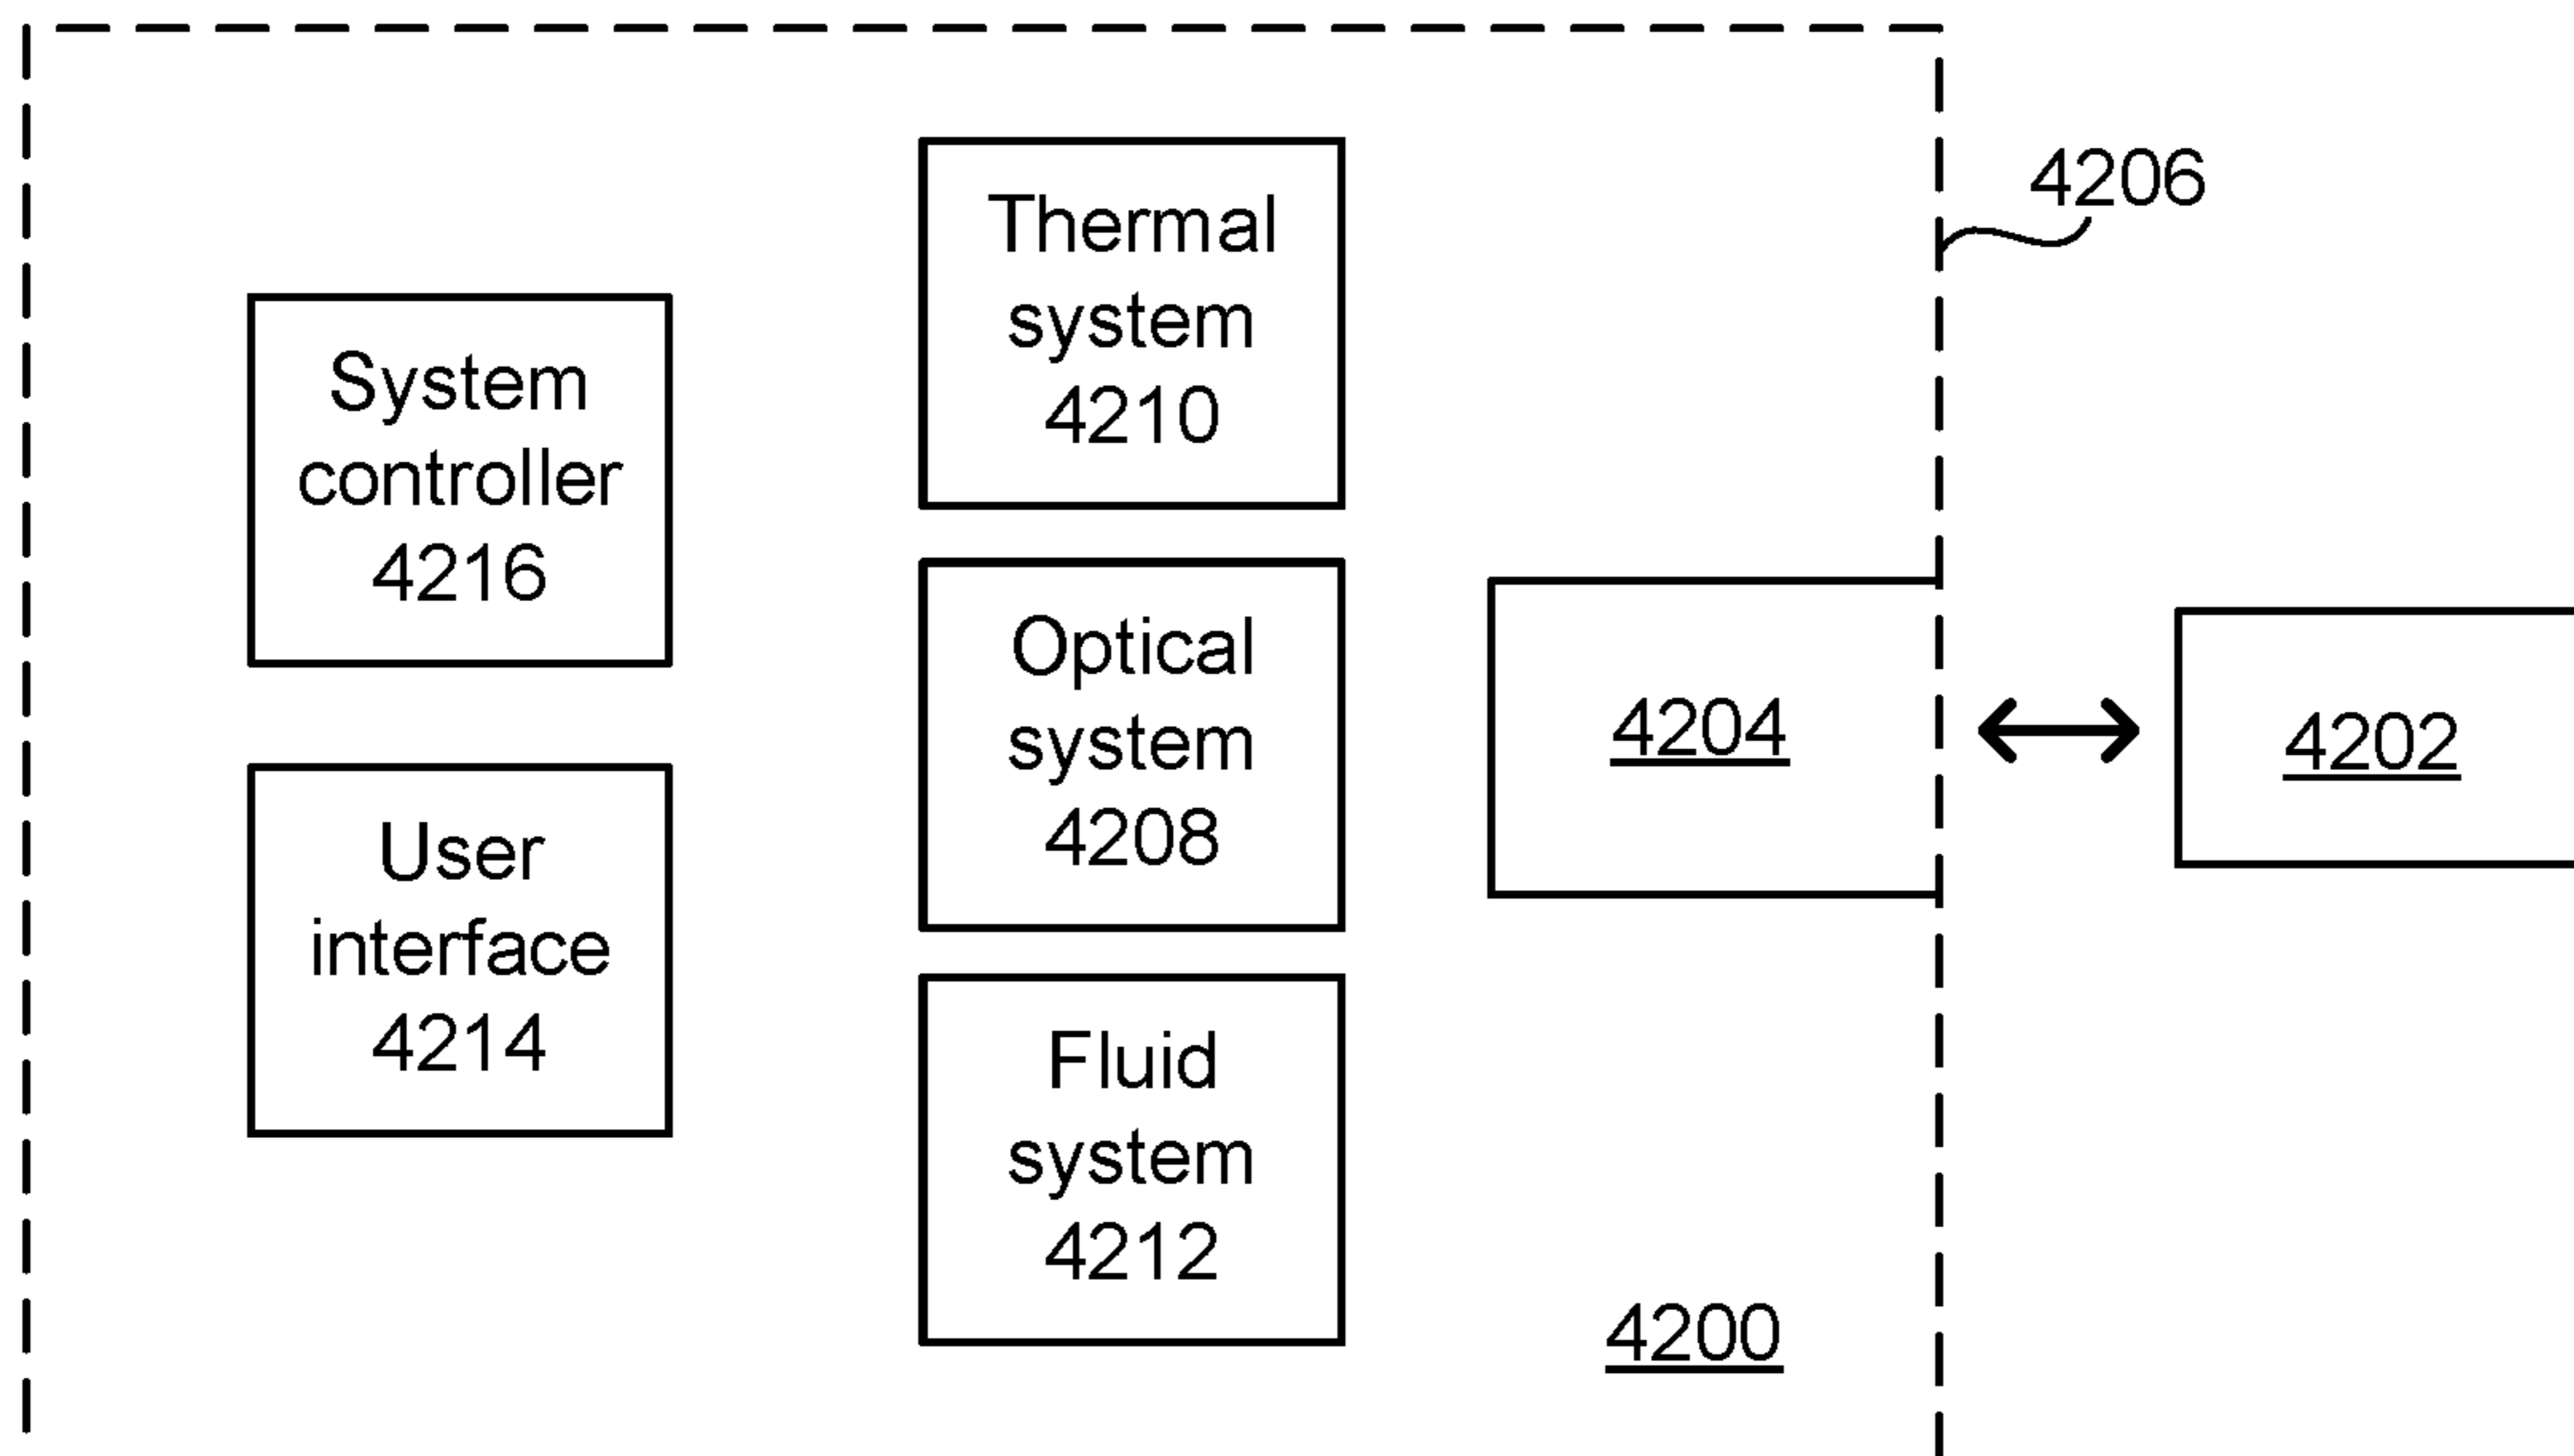 System
controller
4216
User
interface
4214
Thermal
system
4210
Optical
system
4208
Fluid
system
4212
4204
4200
4206
4202